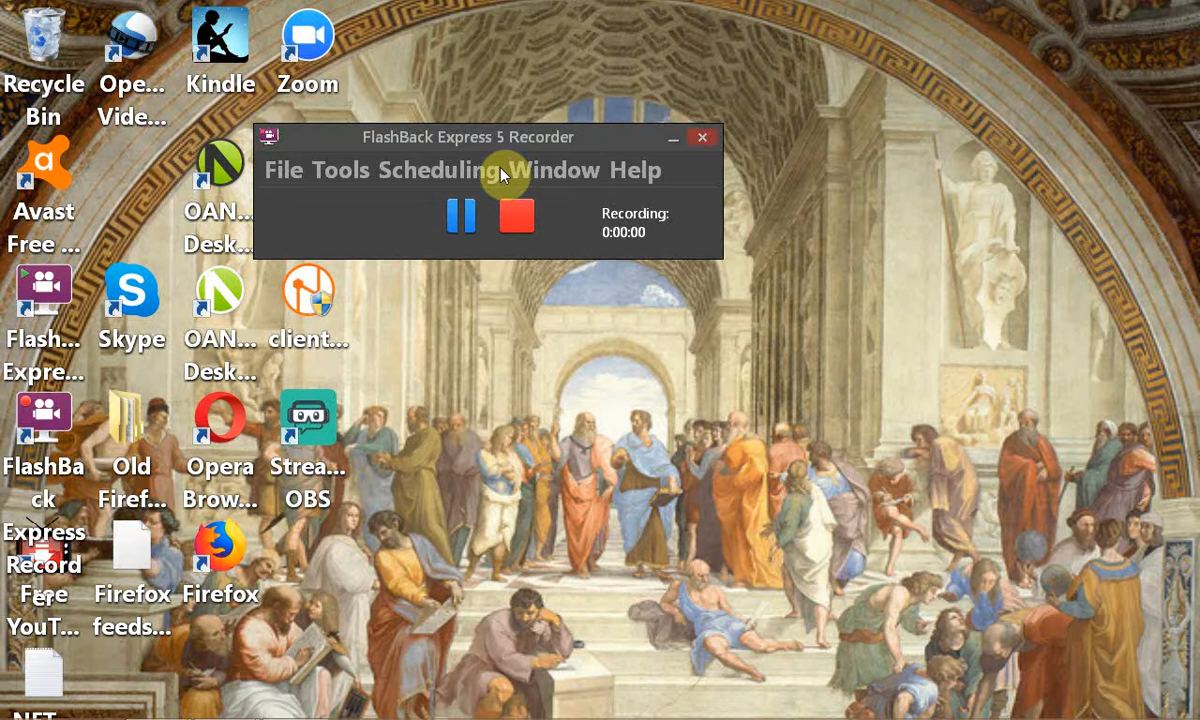 Recycle
Bin
Ope...
Vide...
Kindle
Zoom
FlashBack Express 5 Recorder
File Tools Scheduling Window Help
Recording:
0:00:00
a
Avast
Free ...
OAN...
Desk...
Flash...
Expre...
S
Skype
OAN...
Desk...
client...
FlashBa
ck
Express
Record
er
Old
Firef...
Opera
Brow...
Strea...
OBS
Free
YouT...
Firefox
feeds...
Firefox
NET